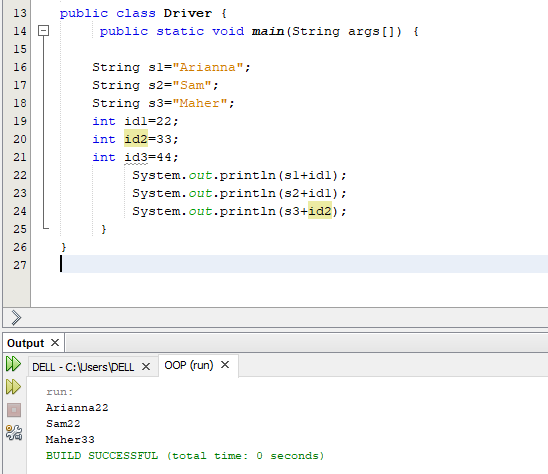 13 public class Driver {
14 public static void main(String args[]) {
15
16 String s1="Arianna";
17 String s2="Sam";
18 String s3="Maher";
19 int id1=22;
20 int id2=33;
21 int id3=44;
22 System.out.println(s1+id1);
23 System.out.println(s2+id1);
24 System.out.println(s3+id2);
25 }
26 }
27
Output
DELL - C:\Users\DELL OOP (run)
run:
Arianna22
Sam22
Maher33
BUILD SUCCESSFUL (total time: 0 seconds)